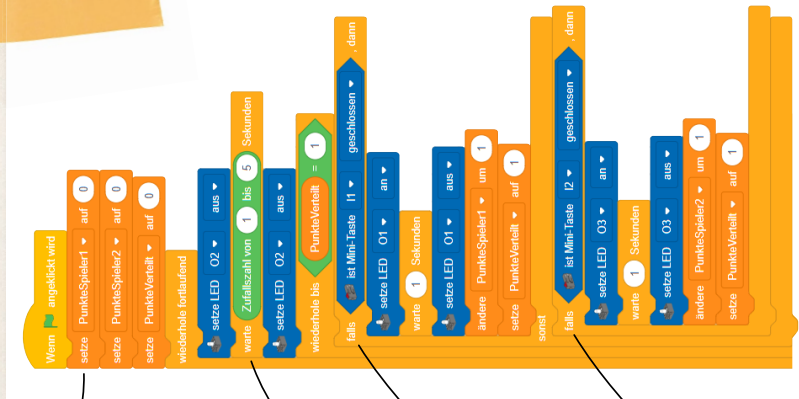 Wenn angeklickt wird
setze PunkteSpieler1 auf 0
setze PunkteSpieler2 auf 0
setze PunkteVerteilt auf 0
wiederhole fortlaufend
setze LED O2 aus
warte Zufallszahl von 1 bis 5 Sekunden
setze LED O2 aus
wiederhole bis PunkteVerteilt = 1
falls ist Mini-Taste I1 geschlossen , dann
setze LED O1 an
warte 1 Sekunden
setze LED O1 aus
ändere PunkteSpieler1 um 1
setze PunkteVerteilt auf 1
sonst
falls ist Mini-Taste I2 geschlossen , dann
setze LED O3 an
warte 1 Sekunden
setze LED O3 aus
ändere PunkteSpieler2 um 1
setze PunkteVerteilt auf 1